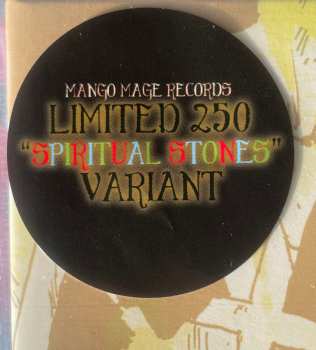 MANGO MAGE RECORDS
LIMITED 250
"SPIRITUAL STONES"
VARIANT